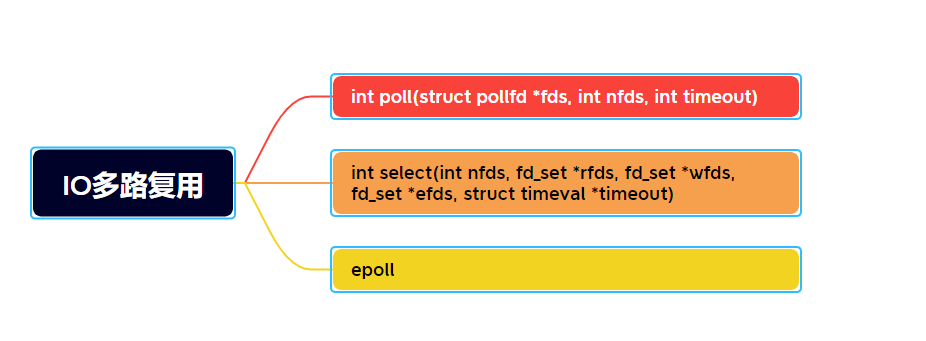 IO多路复用
int poll(struct pollfd *fds, int nfds, int timeout)
int select(int nfds, fd_set *rfds, fd_set *wfds,
fd_set *efds, struct timeval *timeout)
epoll